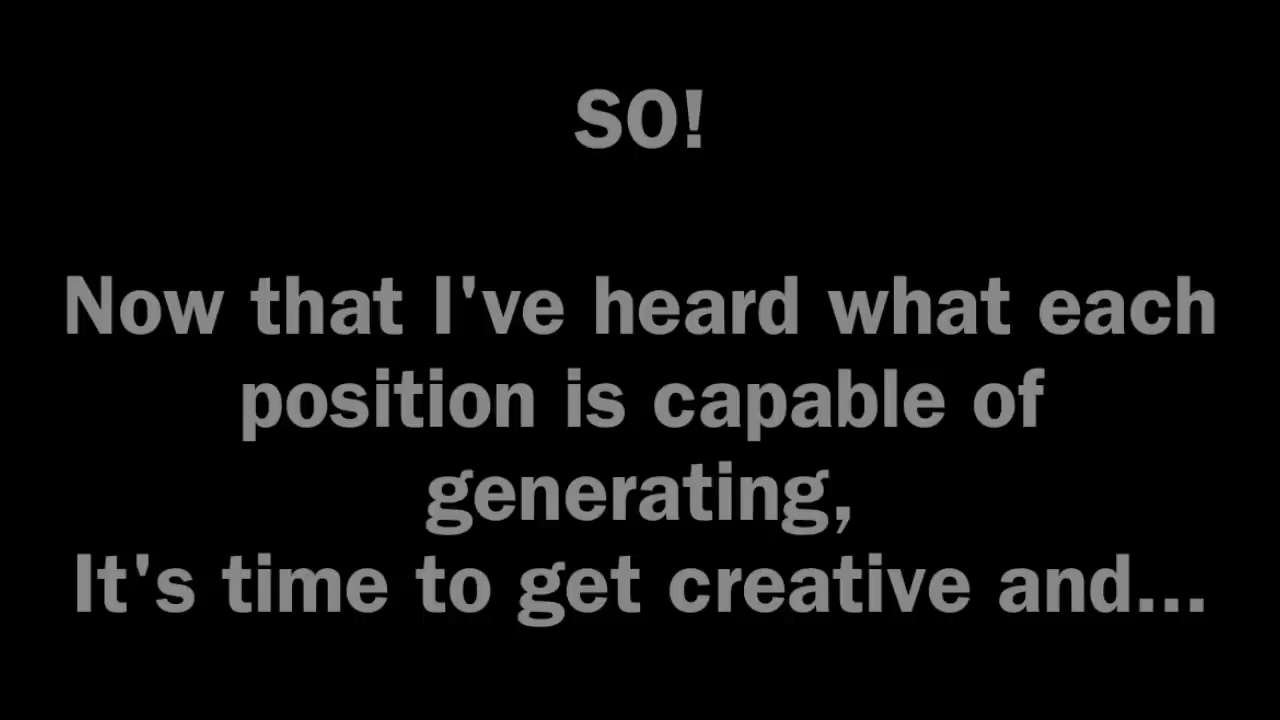 SO!
Now that I've heard what each
position is capable of
generating,
It's time to get creative and...